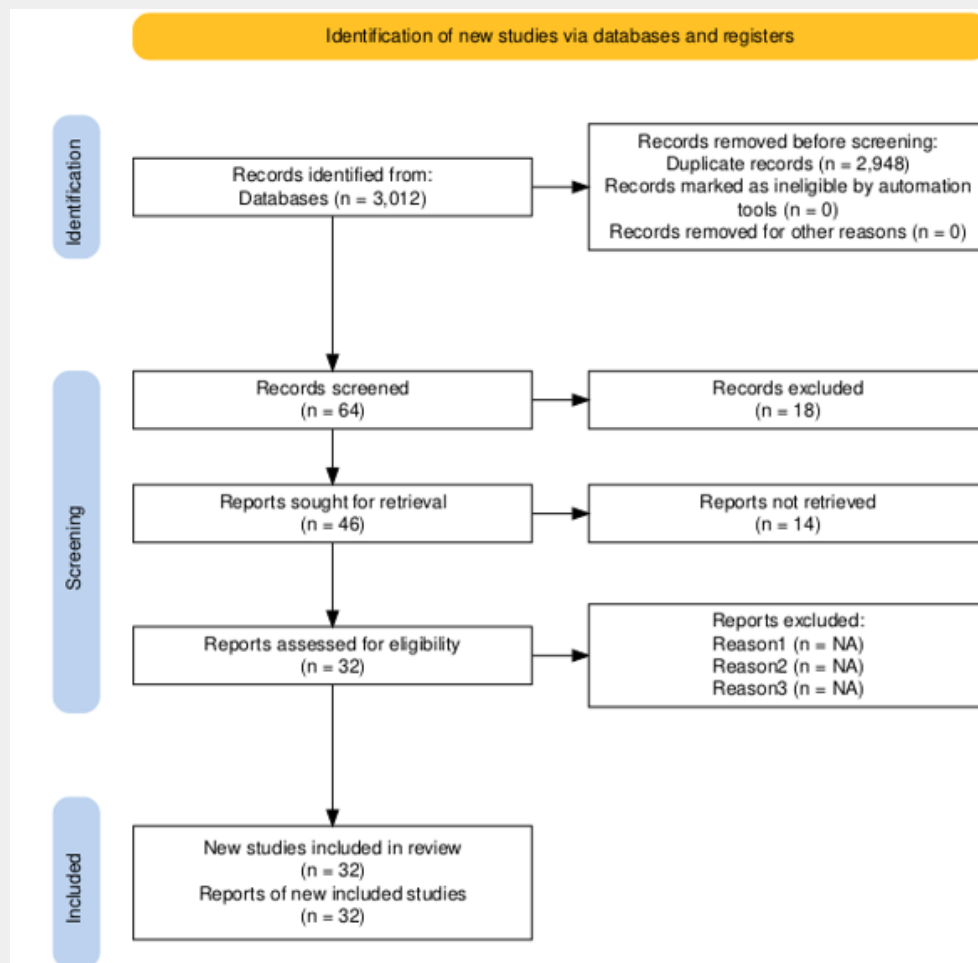 Identification of new studies via databases and registers
Identification
Records identified from:
Databases (n = 3,012)
Records removed before screening:
Duplicate records (n = 2,948)
Records marked as ineligible by automation
tools (n = 0)
Records removed for other reasons (n = 0)
Screening
Records screened
(n = 64)
Records excluded
(n = 18)
Reports sought for retrieval
(n = 46)
Reports not retrieved
(n = 14)
Reports assessed for eligibility
(n = 32)
Reports excluded:
Reason1 (n = NA)
Reason2 (n = NA)
Reason3 (n = NA)
Included
New studies included in review
(n = 32)
Reports of new included studies
(n = 32)